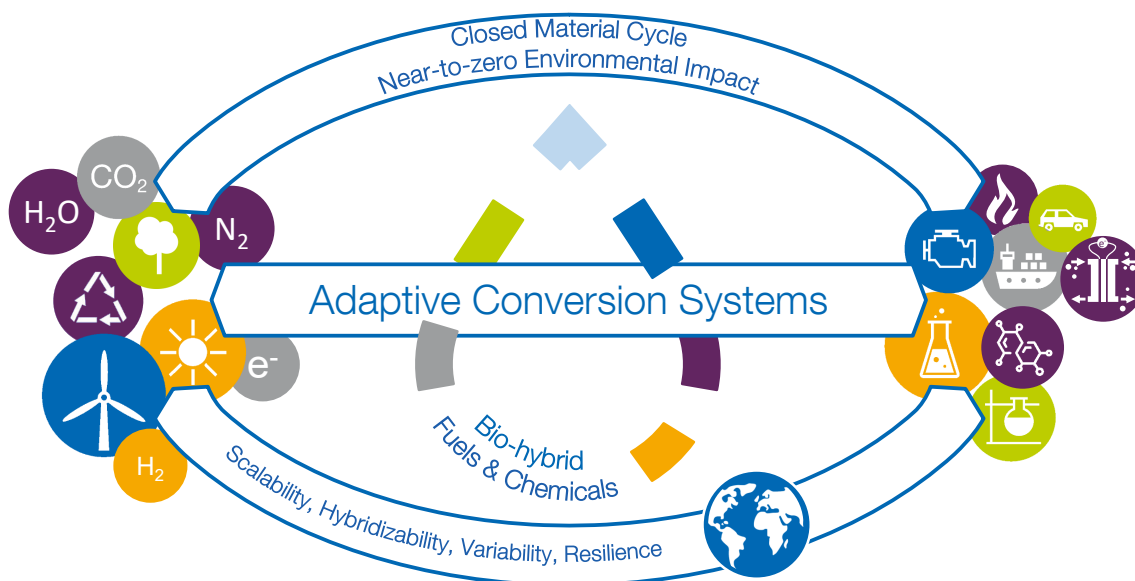 Closed Material Cycle
Near-to-zero Environmental Impact
CO₂
H₂O
N₂
e
Adaptive Conversion Systems
e⁻
H₂
Bio-hybrid
Fuels & Chemicals
Scalability, Hybridizability, Variability, Resilience